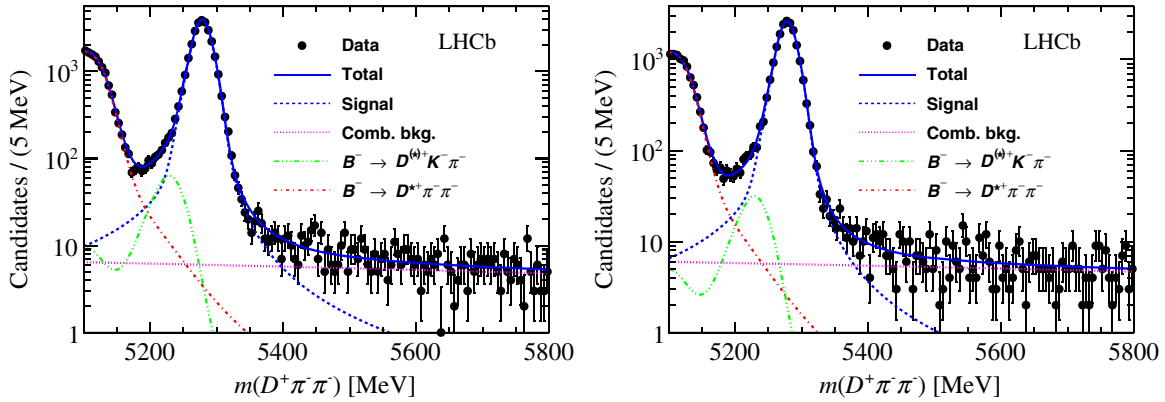 LHCb
Data
Total
Signal
Comb. bkg.
B⁻ → D⁽*⁾⁺K⁻π⁻
B⁻ → D*⁺π⁻π⁻
Candidates / (5 MeV)
10³
10²
10
1
5200 5400 5600 5800
m(D⁺π⁻π⁻) [MeV]
LHCb
Data
Total
Signal
Comb. bkg.
B⁻ → D⁽*⁾⁺K⁻π⁻
B⁻ → D*⁺π⁻π⁻
Candidates / (5 MeV)
10³
10²
10
1
5200 5400 5600 5800
m(D⁺π⁻π⁻) [MeV]